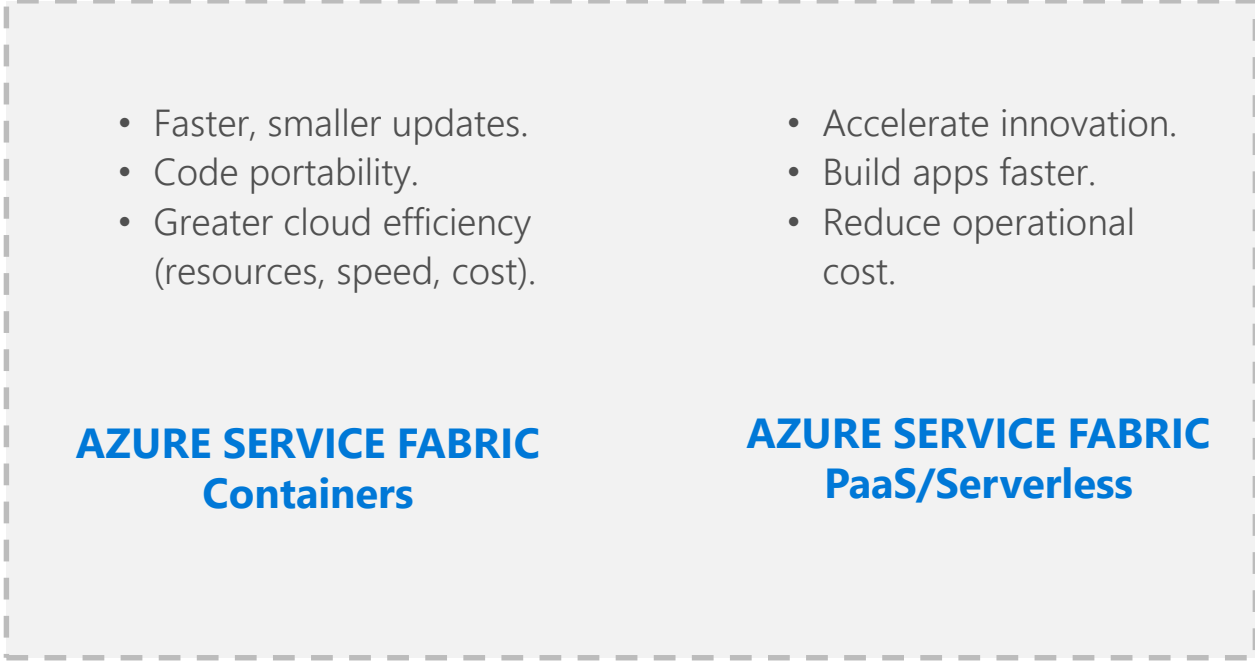 • Faster, smaller updates.
• Code portability.
• Greater cloud efficiency
(resources, speed, cost).
AZURE SERVICE FABRIC
Containers
• Accelerate innovation.
• Build apps faster.
• Reduce operational
cost.
AZURE SERVICE FABRIC
PaaS/Serverless